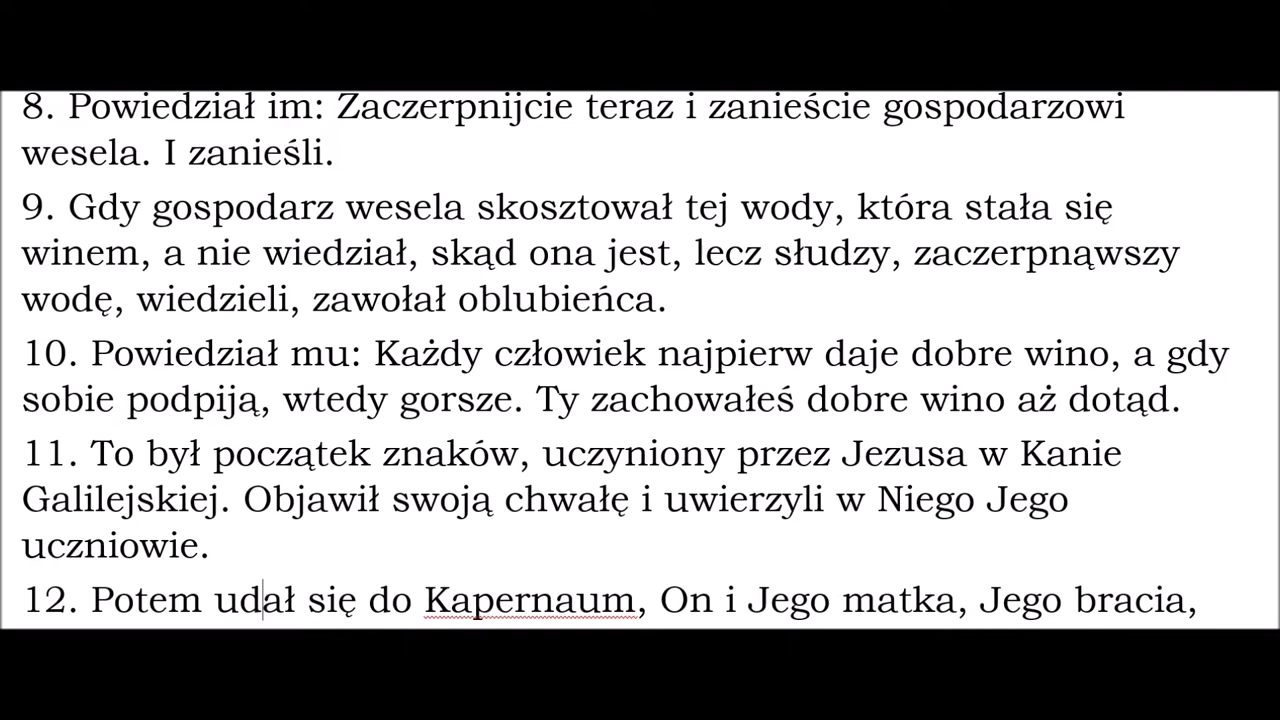 8. Powiedział im: Zaczerpnijcie teraz i zanieście gospodarzowi
wesela. I zanieśli.
9. Gdy gospodarz wesela skosztował tej wody, która stała się
winem, a nie wiedział, skąd ona jest, lecz słudzy, zaczerpnąwszy
wodę, wiedzieli, zawołał oblubieńca.
10. Powiedział mu: Każdy człowiek najpierw daje dobre wino, a gdy
sobie podpiją, wtedy gorsze. Ty zachowałeś dobre wino aż dotąd.
11. To był początek znaków, uczyniony przez Jezusa w Kanie
Galilejskiej. Objawił swoją chwałę i uwierzyli w Niego Jego
uczniowie.
12. Potem udał się do Kapernaum, On i Jego matka, Jego bracia,